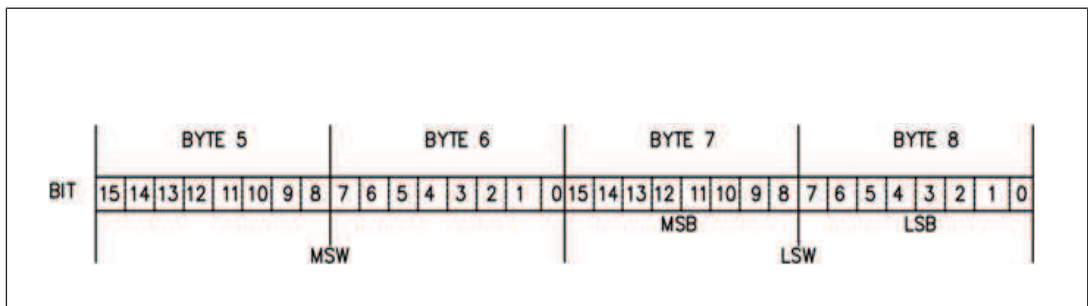 BYTE 5 BYTE 6 BYTE 7 BYTE 8
BIT 15 14 13 12 11 10 9 8 7 6 5 4 3 2 1 0 15 14 13 12 11 10 9 8 7 6 5 4 3 2 1 0
MSB LSB
MSW LSW